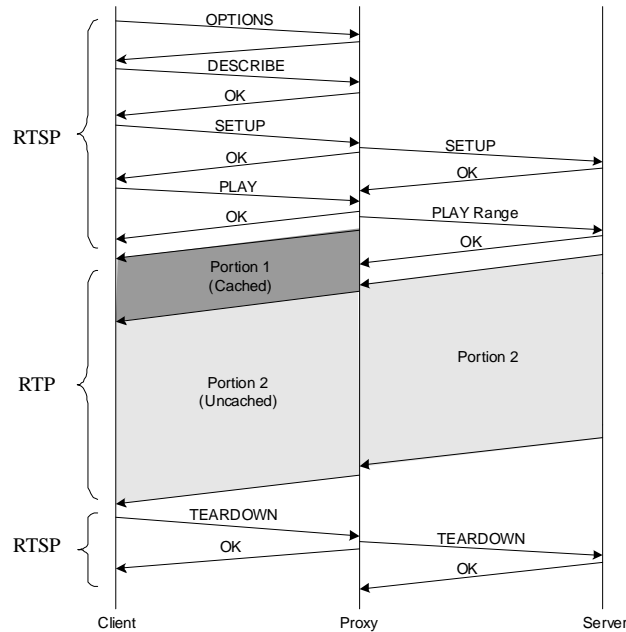 OPTIONS
DESCRIBE
OK
RTSP
SETUP
SETUP
OK
OK
PLAY
OK
PLAY Range
OK
Portion 1
(Cached)
Portion 2
RTP
Portion 2
(Uncached)
TEARDOWN
TEARDOWN
RTSP
OK
OK
Client
Proxy
Server